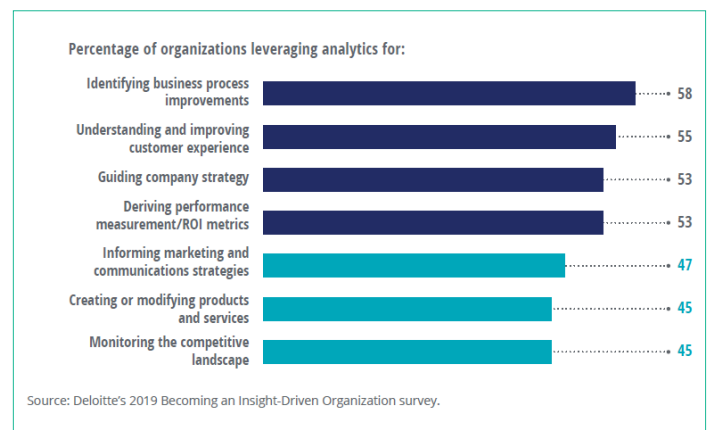 Percentage of organizations leveraging analytics for:
Identifying business process
improvements
58
Understanding and improving
customer experience
55
Guiding company strategy
53
Deriving performance
measurement/ROI metrics
53
Informing marketing and
communications strategies
47
Creating or modifying products
and services
45
Monitoring the competitive
landscape
45
Source: Deloitte's 2019 Becoming an Insight-Driven Organization survey.